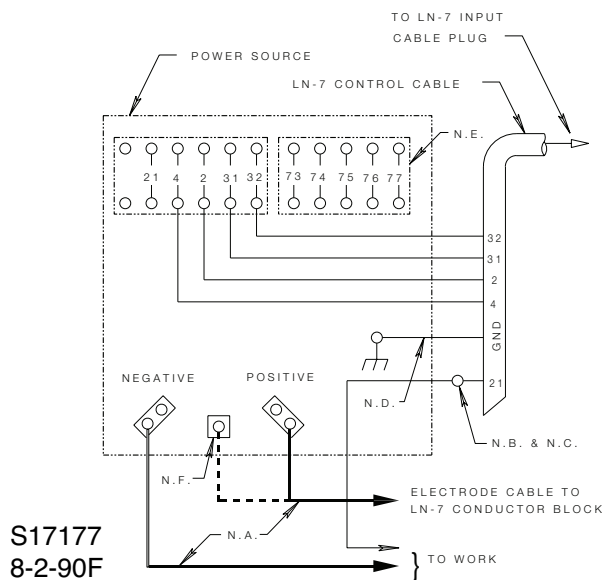 TO LN-7 INPUT
CABLE PLUG
POWER SOURCE
LN-7 CONTROL CABLE
N.E.
21 4 2 31 32 73 74 75 76 77
32
31
2
4
GND
21
NEGATIVE
POSITIVE
N.D.
N.B. & N.C.
N.F.
ELECTRODE CABLE TO
LN-7 CONDUCTOR BLOCK
N.A.
S17177
8-2-90F
} TO WORK